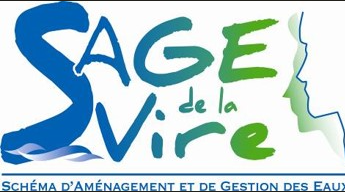 SAGE
de la
Vire
SCHÉMA D'AMÉNAGEMENT ET DE GESTION DES EAUX